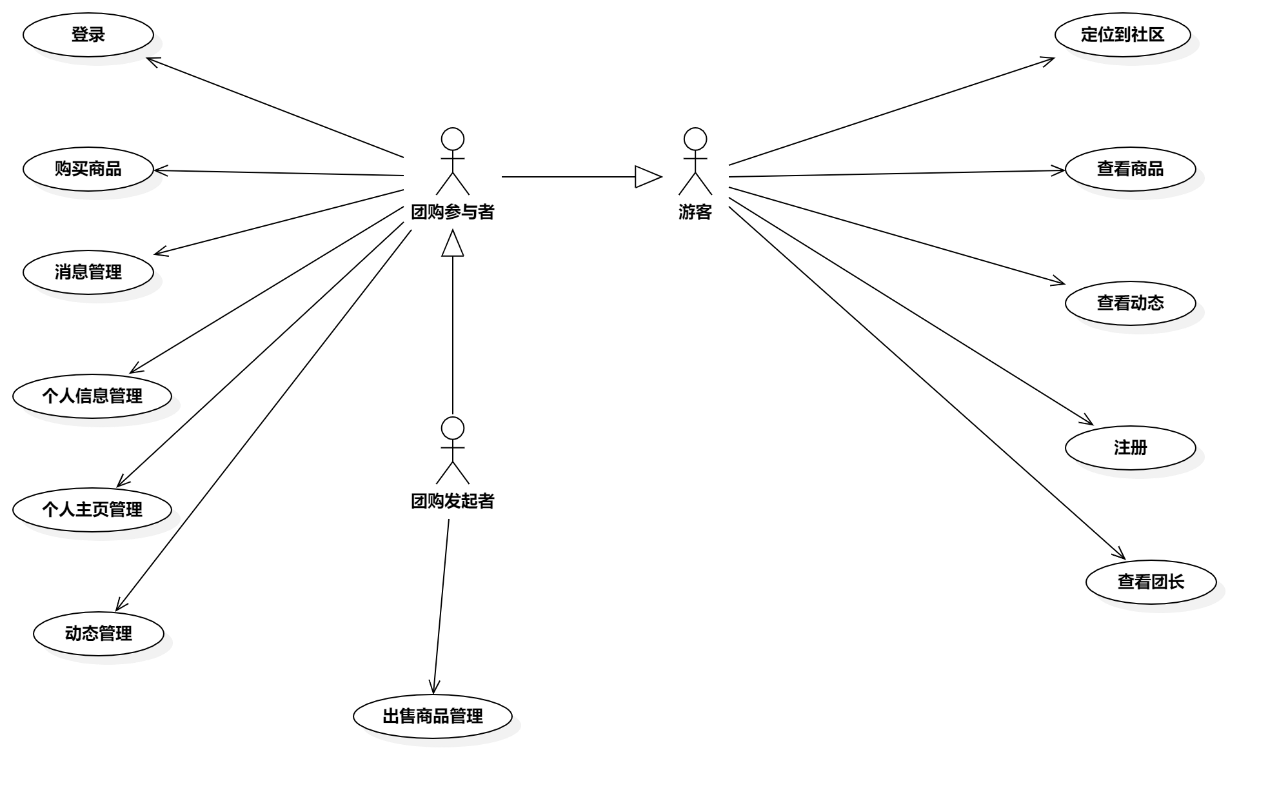 登录
定位到社区
购买商品
查看商品
团购参与者
游客
消息管理
查看动态
个人信息管理
注册
团购发起者
个人主页管理
查看团长
动态管理
出售商品管理